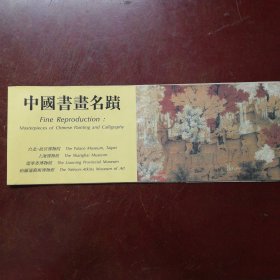 中國書畫名蹟
Fine Reproduction :
Masterpieces of Chinese Painting and Calligraphy
台北・故宮博物院 The Palace Museum, Taipei
上海博物館 The Shanghai Museum
遼寧省博物館 The Liaoning Provincial Museum
納爾遜藝術博物館 The Nelson-Atkins Museum of Art